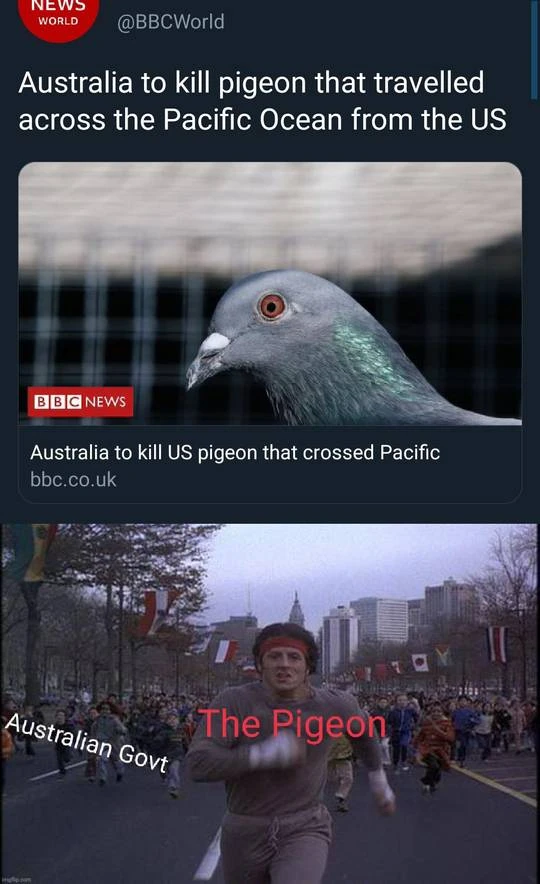 NEWS
WORLD
@BBCWorld
Australia to kill pigeon that travelled
across the Pacific Ocean from the US
BBC NEWS
Australia to kill US pigeon that crossed Pacific
bbc.co.uk
The Pigeon
Australian Govt
imgflip.com